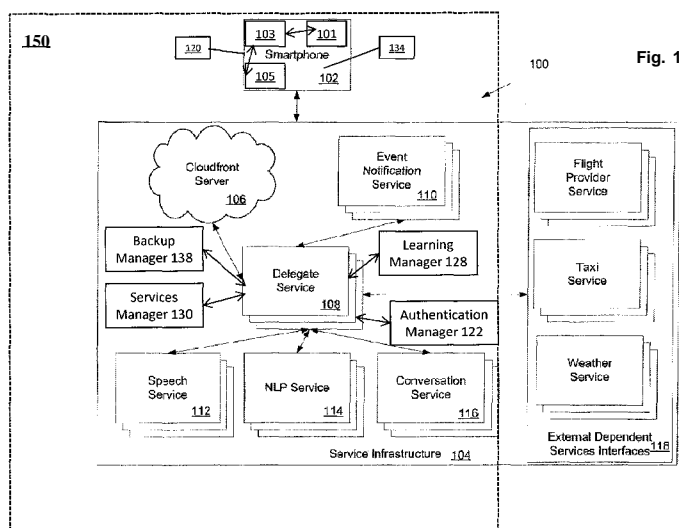 150
120
103
101
134
Smartphone
105
102
100
Fig. 1
Cloudfront
Server
106
Event
Notification
Service
110
Flight
Provider
Service
Backup
Manager 138
Learning
Manager 128
Delegate
Service
108
Services
Manager 130
Authentication
Manager 122
Taxi
Service
Weather
Service
Speech
Service
112
NLP Service
114
Conversation
Service
116
Service Infrastructure 104
External Dependent
Services Interfaces 118